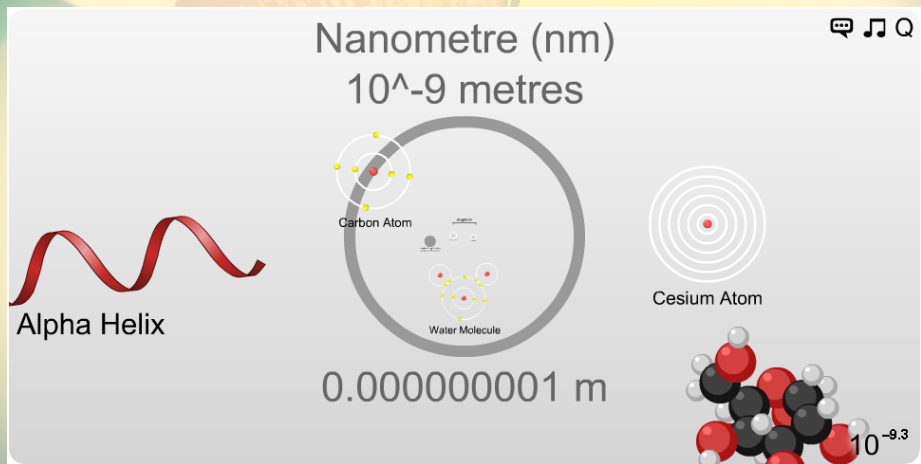 Nanometre (nm)
10^-9 metres
Q
Carbon Atom
Alpha Helix
Water Molecule
Cesium Atom
0.000000001 m
10^-9.3